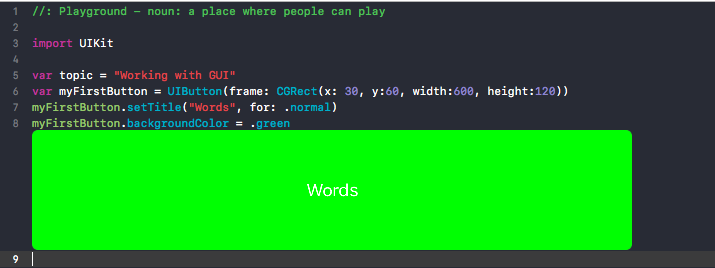 1 //: Playground – noun: a place where people can play
2
3 import UIKit
4
5 var topic = "Working with GUI"
6 var myFirstButton = UIButton(frame: CGRect(x: 30, y:60, width:600, height:120))
7 myFirstButton.setTitle("Words", for: .normal)
8 myFirstButton.backgroundColor = .green
Words
9